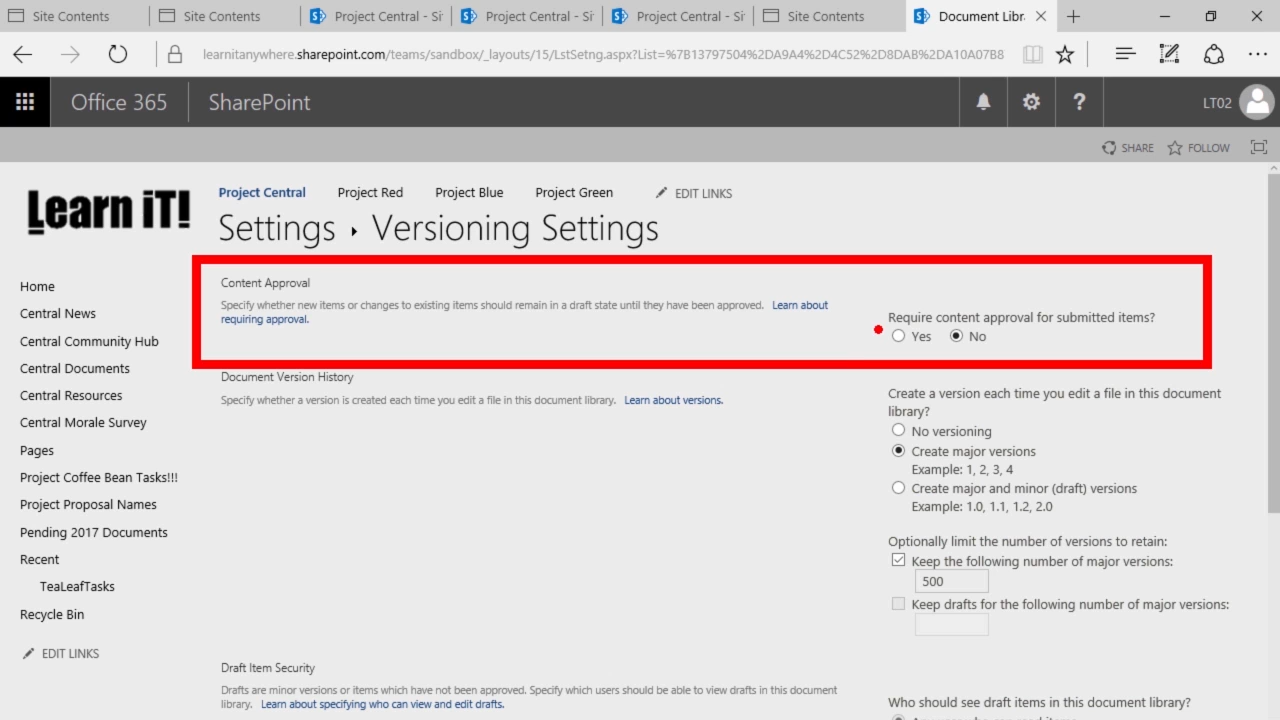 Site Contents
Site Contents
Project Central - Si
Project Central - Si
Project Central - Si
Site Contents
Document Libr
learnitanywhere.sharepoint.com/teams/sandbox/_layouts/15/LstSetng.aspx?List=%7B13797504%2DA9A4%2D4C52%2D8DAB%2DA10A07B8
Office 365
SharePoint
?
LT02
SHARE
FOLLOW
Learn iT!
Project Central
Project Red
Project Blue
Project Green
EDIT LINKS
Settings ▸ Versioning Settings
Home
Central News
Central Community Hub
Central Documents
Central Resources
Central Morale Survey
Pages
Project Coffee Bean Tasks!!!
Project Proposal Names
Pending 2017 Documents
Recent
TeaLeafTasks
Recycle Bin
EDIT LINKS
Content Approval
Specify whether new items or changes to existing items should remain in a draft state until they have been approved. Learn about
requiring approval.
Require content approval for submitted items?
Yes No
Document Version History
Specify whether a version is created each time you edit a file in this document library. Learn about versions.
Create a version each time you edit a file in this document
library?
No versioning
Create major versions
Example: 1, 2, 3, 4
Create major and minor (draft) versions
Example: 1.0, 1.1, 1.2, 2.0
Optionally limit the number of versions to retain:
Keep the following number of major versions:
500
Keep drafts for the following number of major versions:
Draft Item Security
Drafts are minor versions or items which have not been approved. Specify which users should be able to view drafts in this document
library. Learn about specifying who can view and edit drafts.
Who should see draft items in this document library?